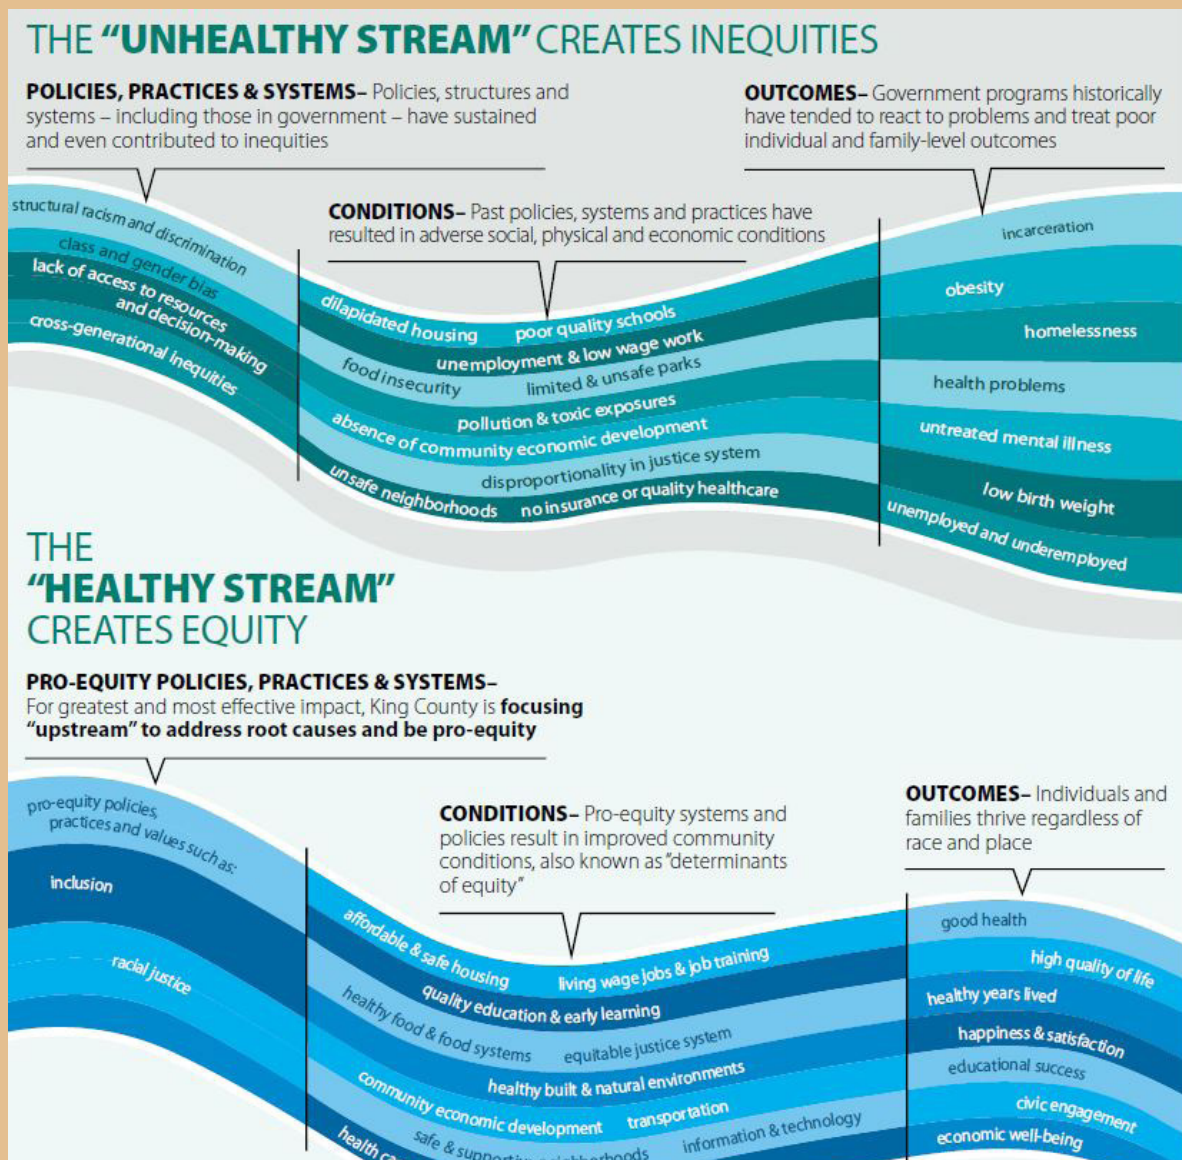 THE “UNHEALTHY STREAM” CREATES INEQUITIES
POLICIES, PRACTICES & SYSTEMS– Policies, structures and
systems – including those in government – have sustained
and even contributed to inequities
OUTCOMES– Government programs historically
have tended to react to problems and treat poor
individual and family-level outcomes
CONDITIONS– Past policies, systems and practices have
resulted in adverse social, physical and economic conditions
structural racism and discrimination
class and gender bias
lack of access to resources
and decision-making
cross-generational inequities
dilapidated housing
poor quality schools
unemployment & low wage work
food insecurity
limited & unsafe parks
pollution & toxic exposures
absence of community economic development
disproportionality in justice system
unsafe neighborhoods
no insurance or quality healthcare
incarceration
obesity
homelessness
health problems
untreated mental illness
low birth weight
unemployed and underemployed
THE
“HEALTHY STREAM”
CREATES EQUITY
PRO-EQUITY POLICIES, PRACTICES & SYSTEMS–
For greatest and most effective impact, King County is focusing
“upstream” to address root causes and be pro-equity
CONDITIONS– Pro-equity systems and
policies result in improved community
conditions, also known as “determinants
of equity”
OUTCOMES– Individuals and
families thrive regardless of
race and place
pro-equity policies,
practices and values such as:
inclusion
racial justice
affordable & safe housing
living wage jobs & job training
quality education & early learning
healthy food & food systems
equitable justice system
healthy built & natural environments
community economic development
transportation
safe &
information & technology
health
good health
high quality of life
healthy years lived
happiness & satisfaction
educational success
civic engagement
economic well-being